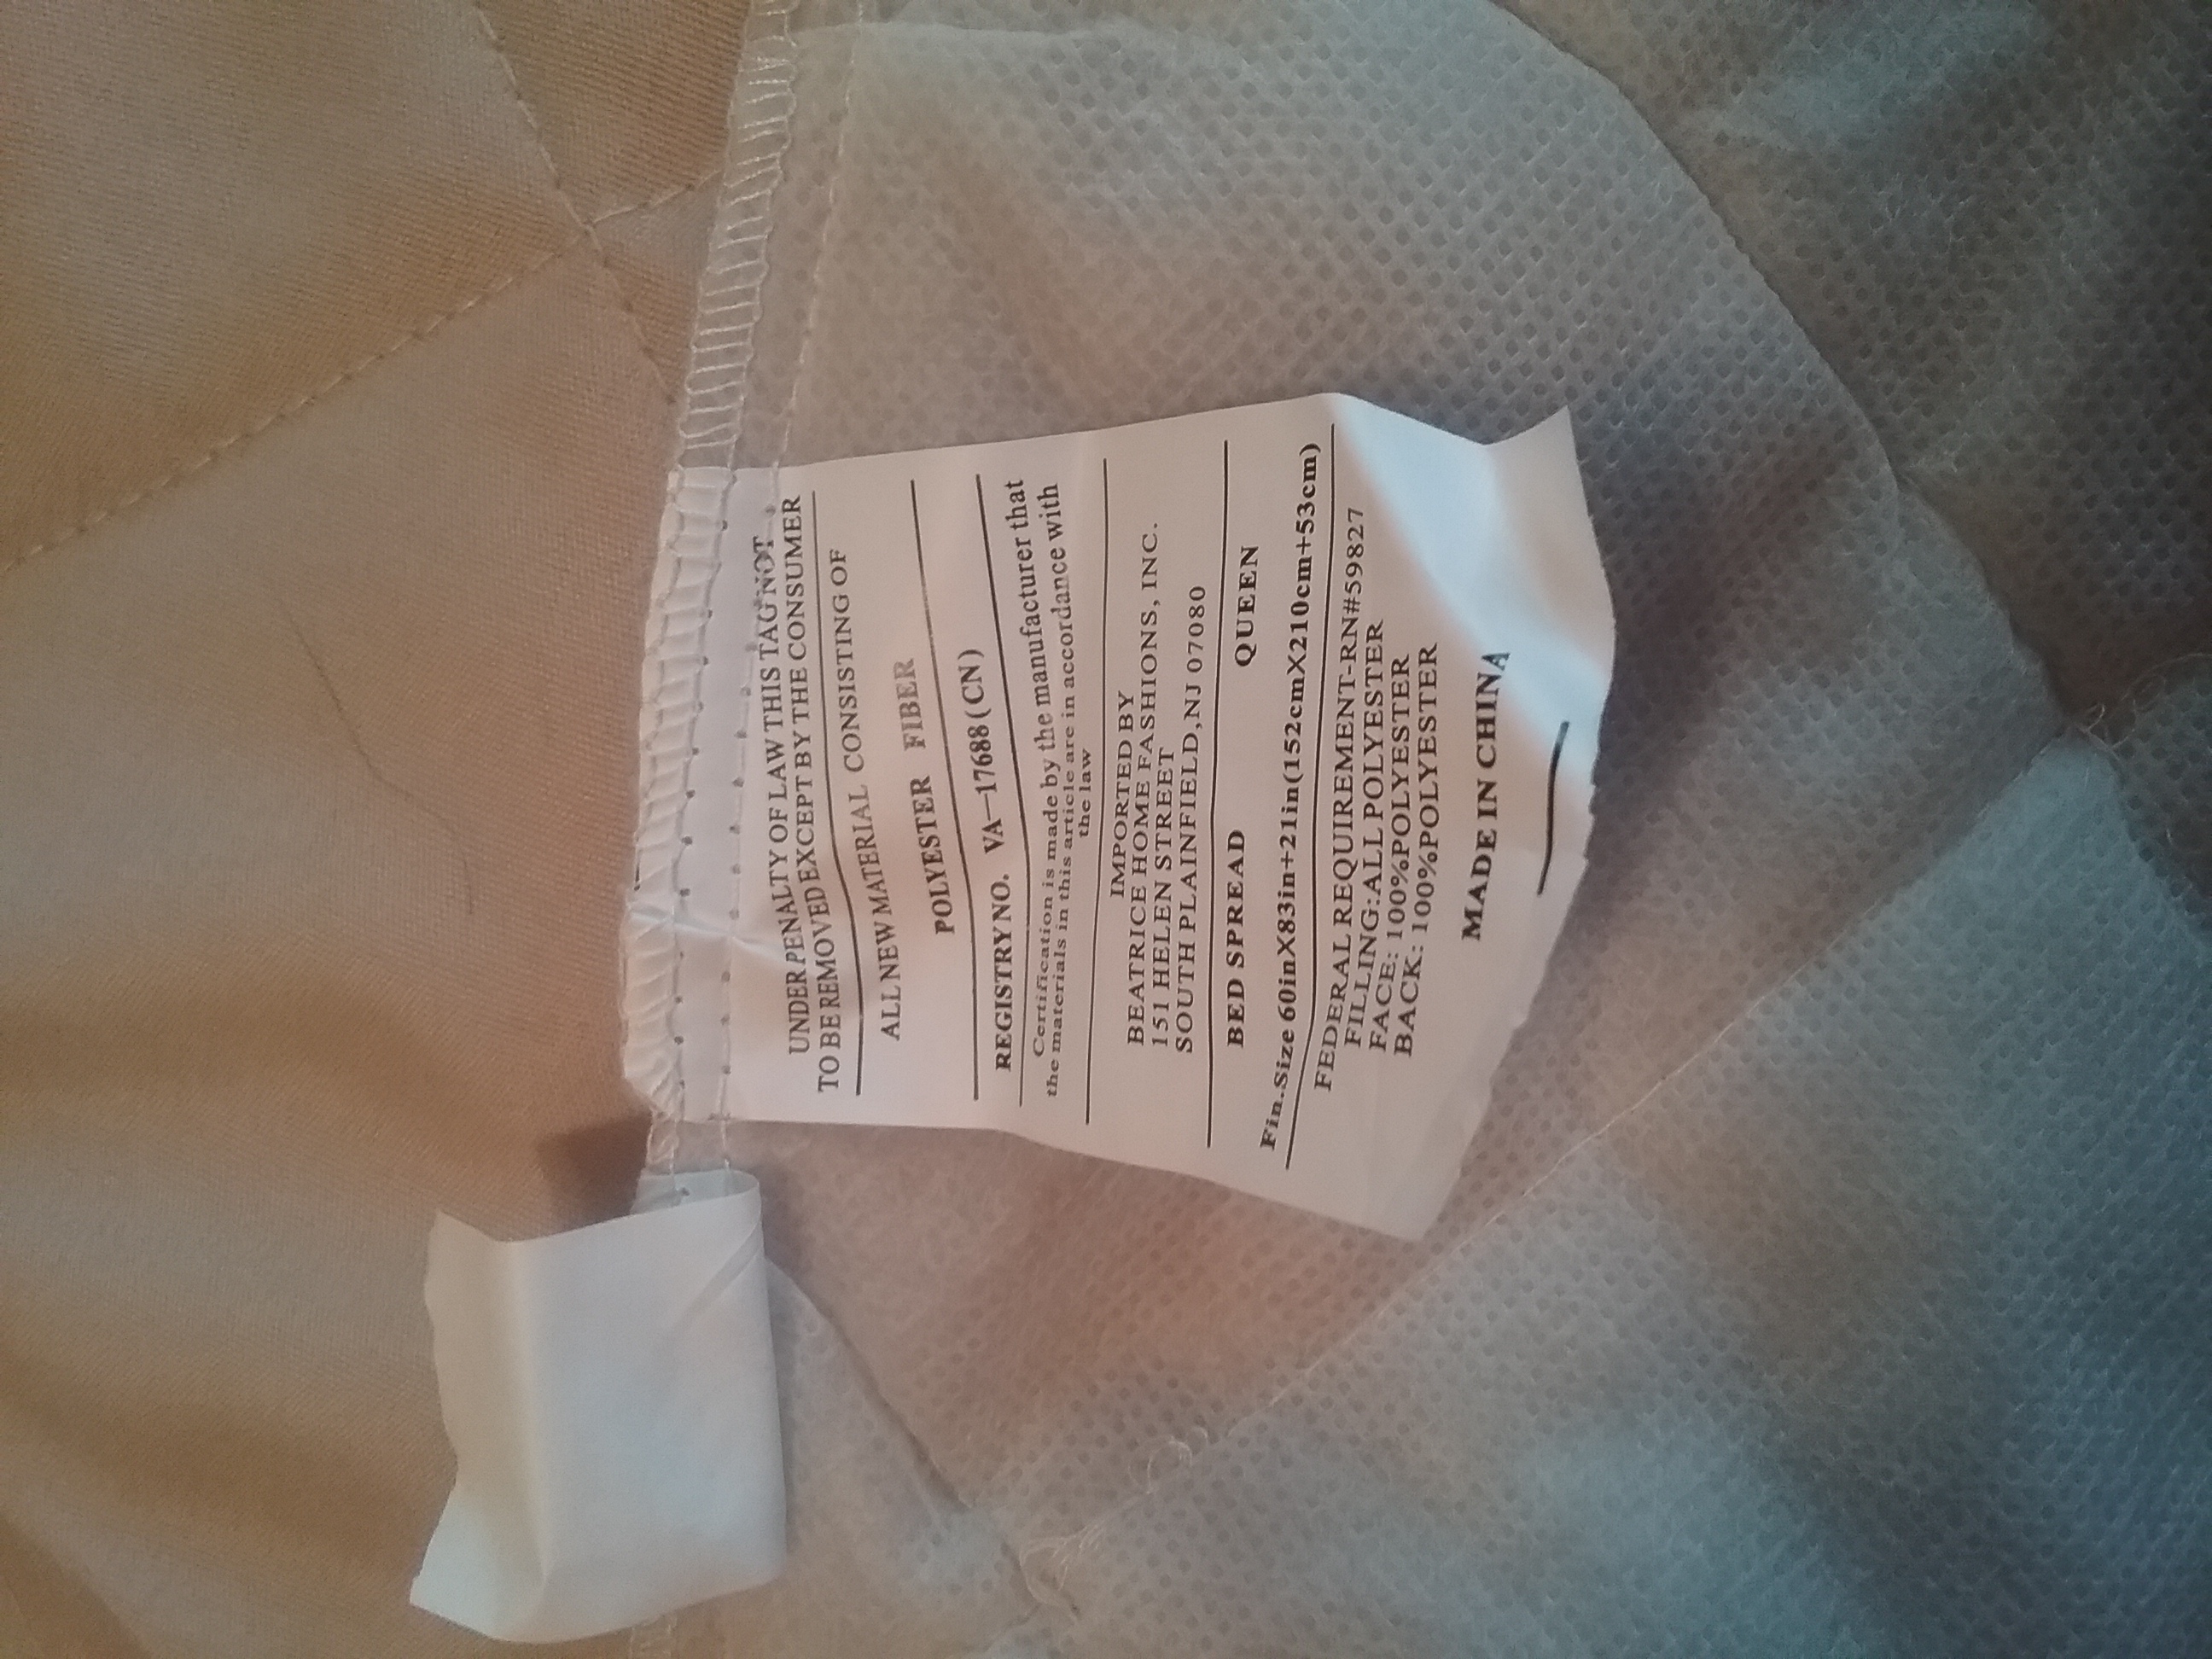 UNDER PENALTY OF LAW THIS TAG NOT
TO BE REMOVED EXCEPT BY THE CONSUMER
ALL NEW MATERIAL CONSISTING OF
POLYESTER FIBER
REGISTRY NO. VA—17688(CN)
Certification is made by the manufacturer that
the materials in this article are in accordance with
the law
IMPORTED BY
BEATRICE HOME FASHIONS, INC.
151 HELEN STREET
SOUTH PLAINFIELD,NJ 07080
BED SPREAD QUEEN
Fin..Size 60inX83in+21in(152cmX210cm+53cm)
FEDERAL REQUIREMENT-RN#59827
FILLING:ALL POLYESTER
FACE: 100%POLYESTER
BACK: 100%POLYESTER
MADE IN CHINA